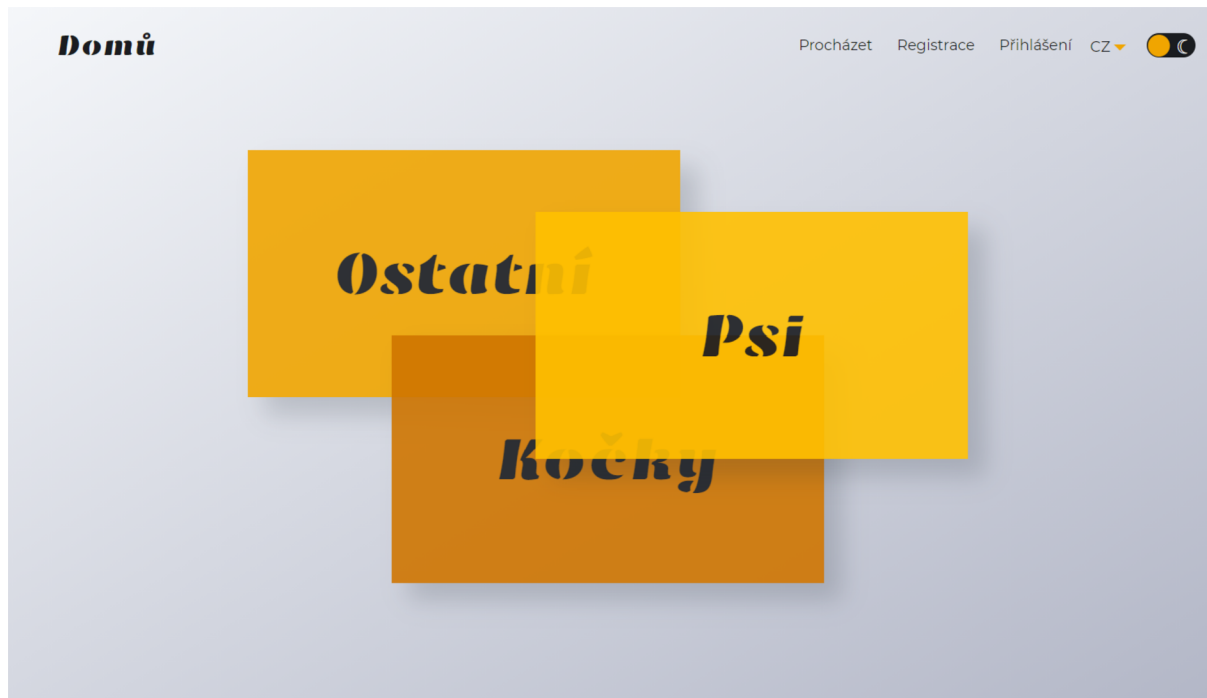 Domů
Procházet Registrace Přihlášení CZ
Ostatní
Psi
Kočky